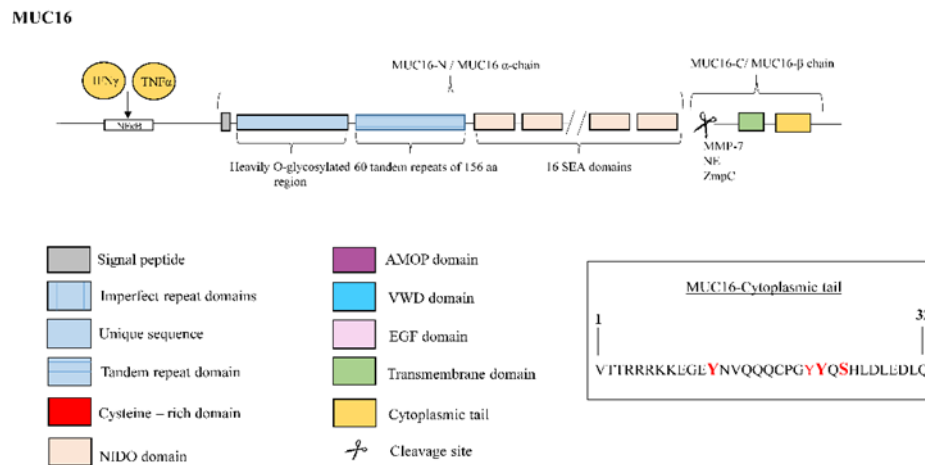 MUC16
MUC16-N / MUC16 α-chain
MUC16-C/ MUC16-β chain
IFNγ
TNFα
NFκB
MMP-7
NE
ZmpC
Heavily O-glycosylated
region
60 tandem repeats of 156 aa
16 SEA domains
Signal peptide
Imperfect repeat domains
Unique sequence
Tandem repeat domain
Cysteine – rich domain
NIDO domain
AMOP domain
VWD domain
EGF domain
Transmembrane domain
Cytoplasmic tail
Cleavage site
MUC16-Cytoplasmic tail
1
VTTRRRKKEGEYNVQQQCPGYYQSHLDLEDLQ